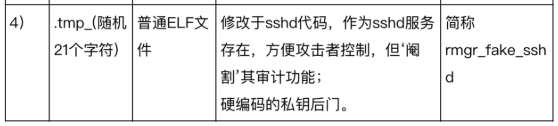 4)
.tmp_(随机
21个字符)
普通ELF文
件
修改于sshd代码，作为sshd服务
存在，方便攻击者控制，但‘阉
割’其审计功能；
硬编码的私钥后门。
简称
rmgr_fake_ssh
d